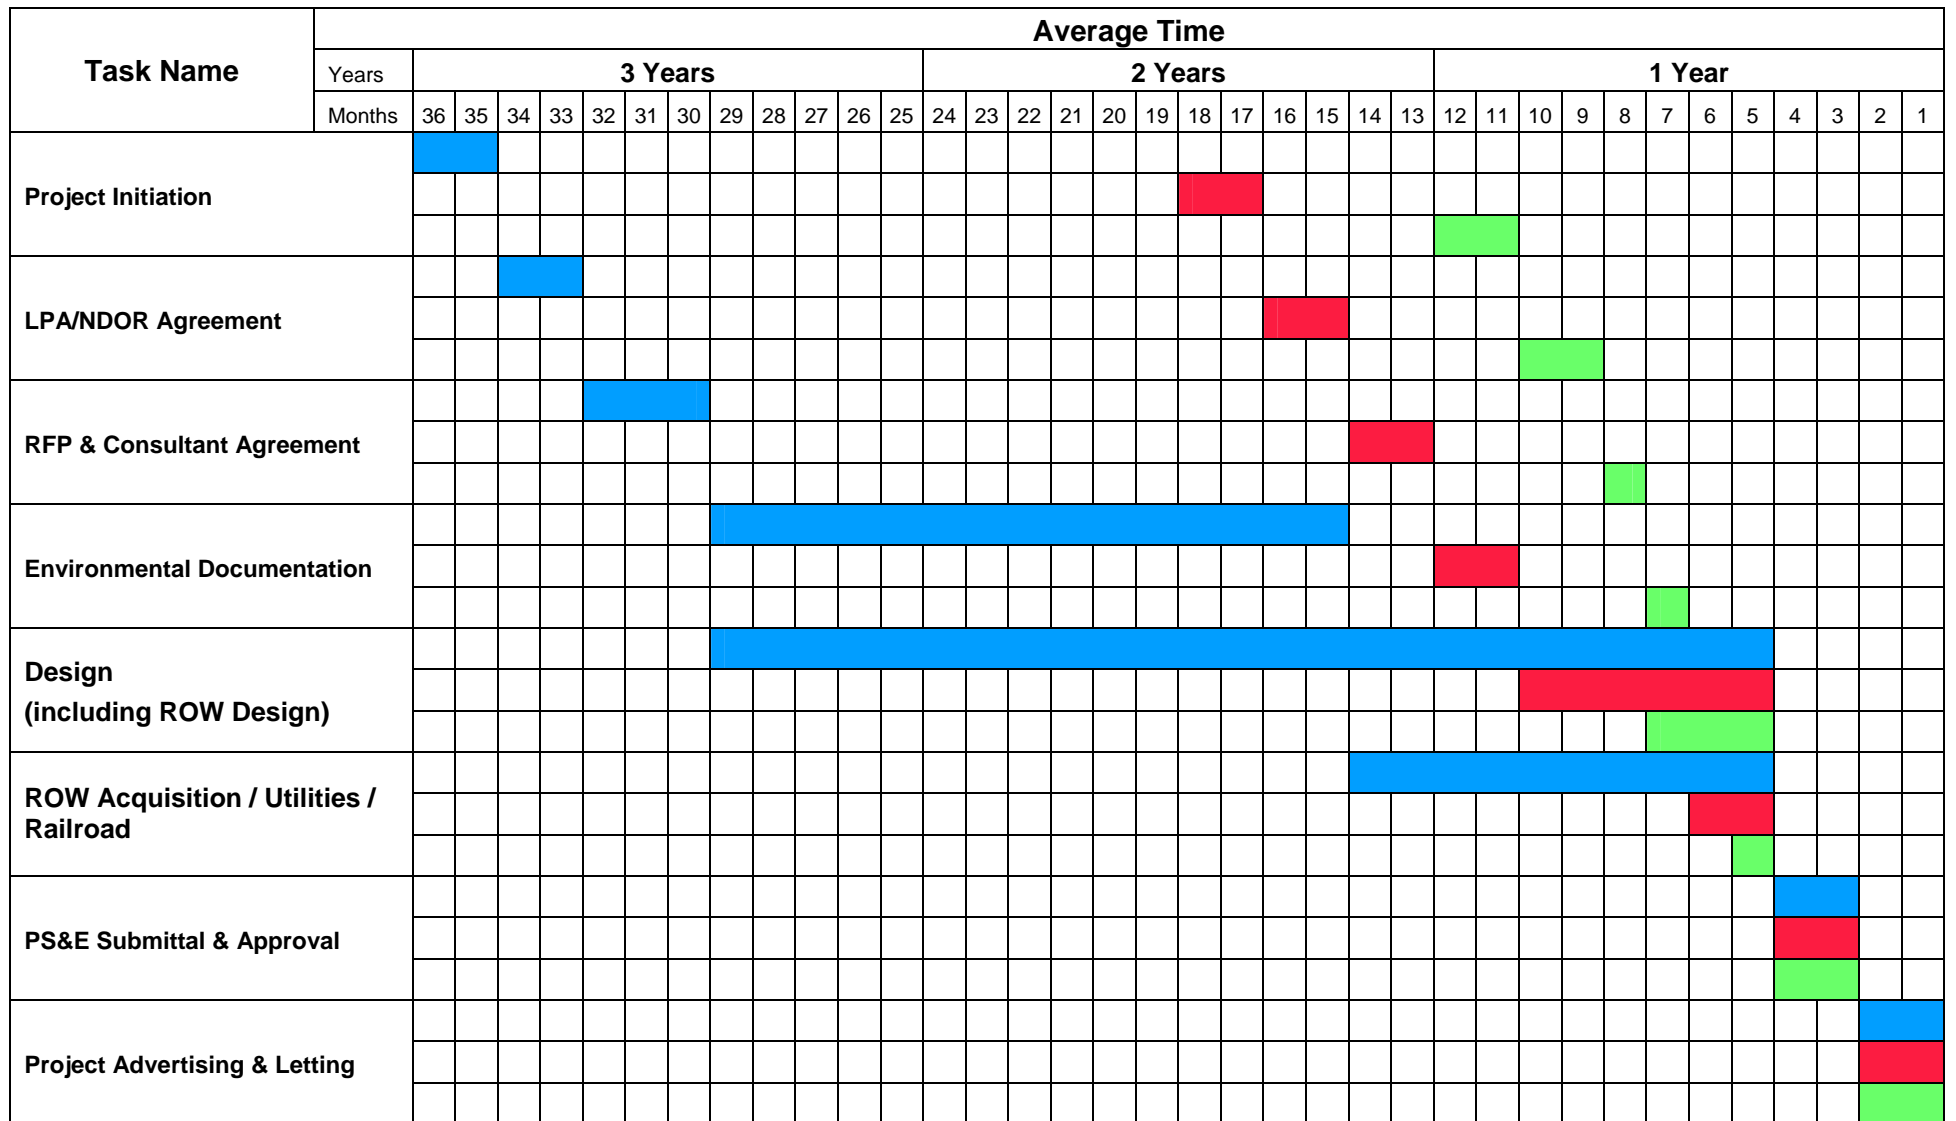 Average Time
Task Name
Years 3 Years 2 Years 1 Year
Months 36 35 34 33 32 31 30 29 28 27 26 25 24 23 22 21 20 19 18 17 16 15 14 13 12 11 10 9 8 7 6 5 4 3 2 1
Project Initiation
LPA/NDOR Agreement
RFP & Consultant Agreement
Environmental Documentation
Design
(including ROW Design)
ROW Acquisition / Utilities /
Railroad
PS&E Submittal & Approval
Project Advertising & Letting